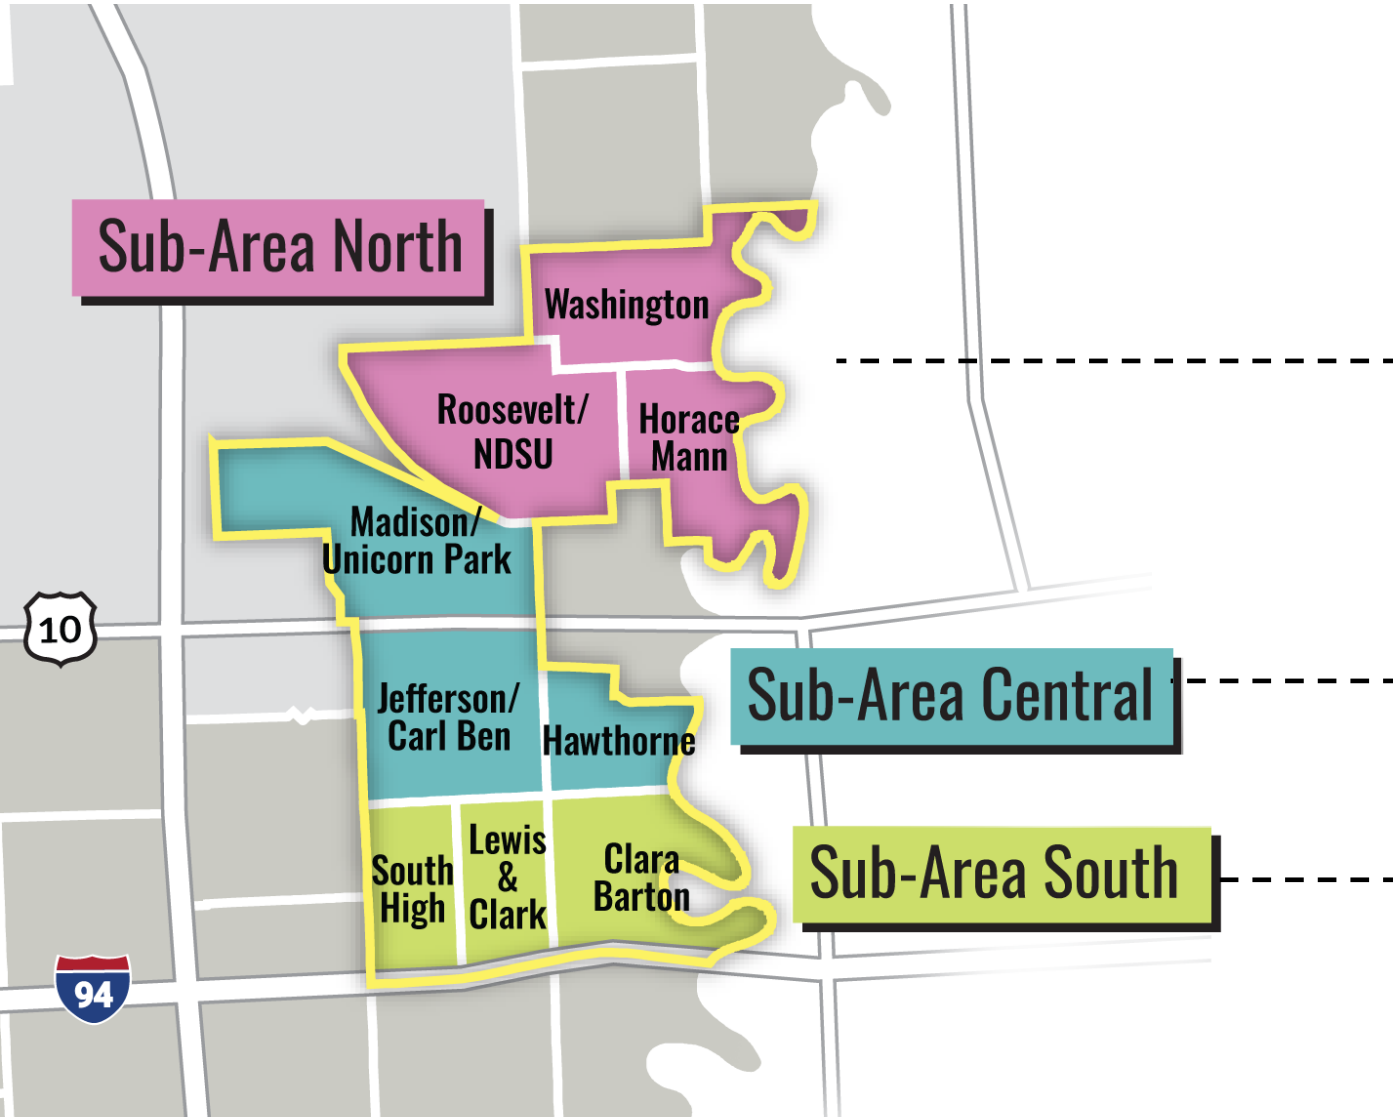 Sub-Area North
Washington
Roosevelt/
NDSU
Horace
Mann
Madison/
Unicorn Park
10
Jefferson/
Carl Ben
Hawthorne
Sub-Area Central
South
High
Lewis
&
Clark
Clara
Barton
Sub-Area South
94